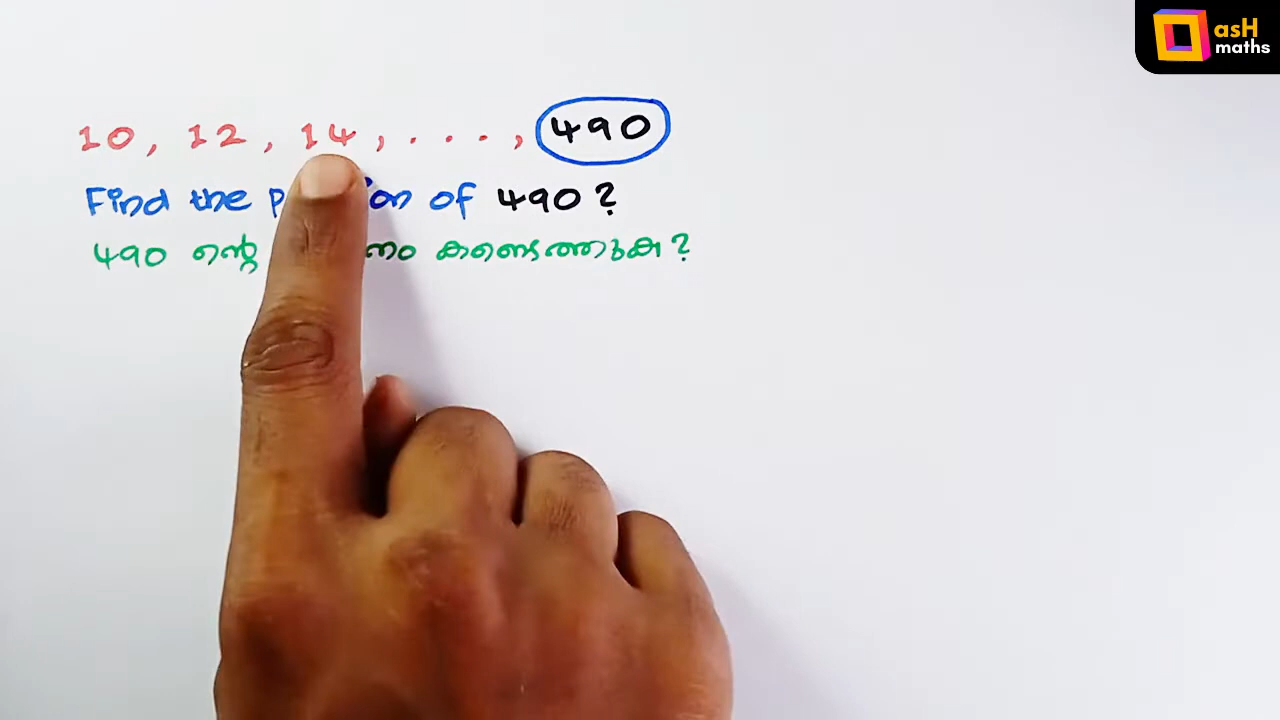 asH
maths
10, 12, 14, . . . ., 490
Find the of 490 ?
490 ന്റെ കണ്ടെത്തുക ?